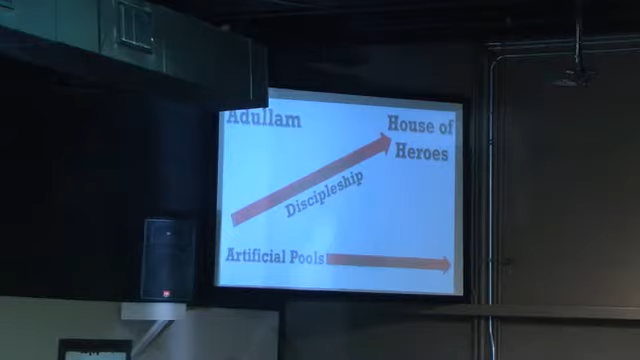 Adullam
House of
Heroes
Discipleship
Artificial Pools